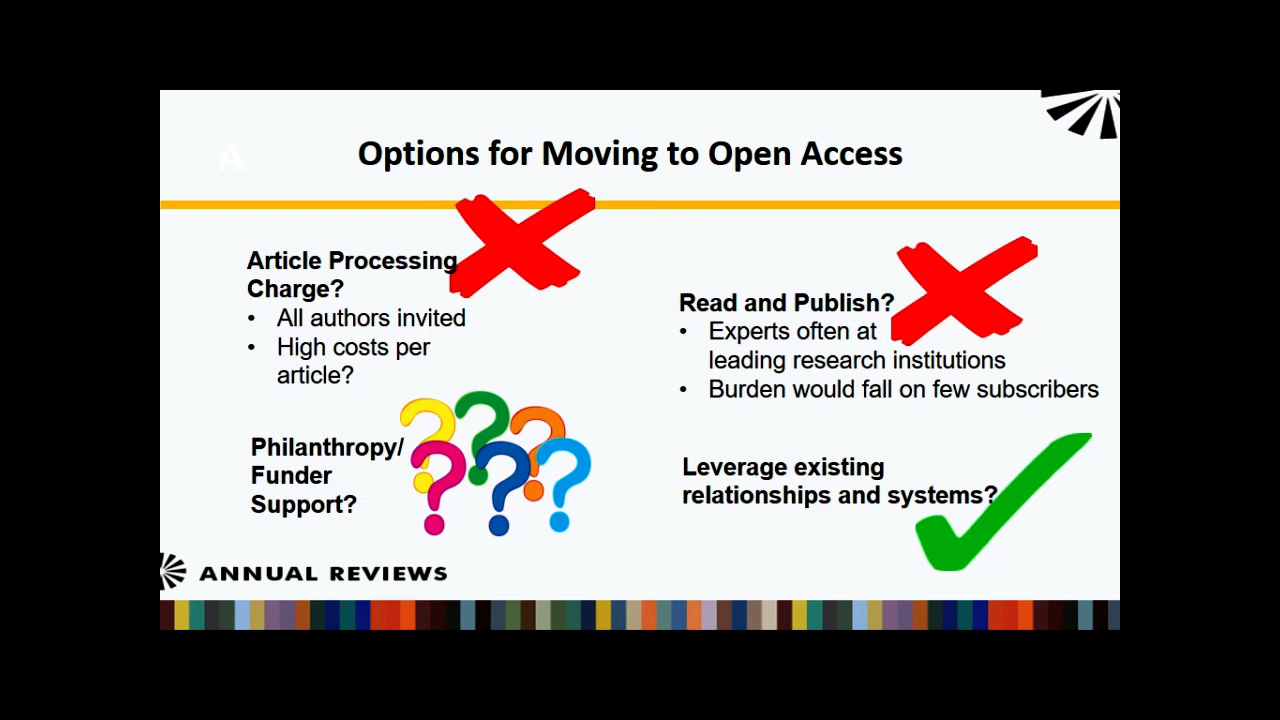 Options for Moving to Open Access
A
Article Processing
Charge?
• All authors invited
• High costs per
article?
Philanthropy/
Funder
Support?
Read and Publish?
• Experts often at
leading research institutions
• Burden would fall on few subscribers
Leverage existing
relationships and systems?
ANNUAL REVIEWS